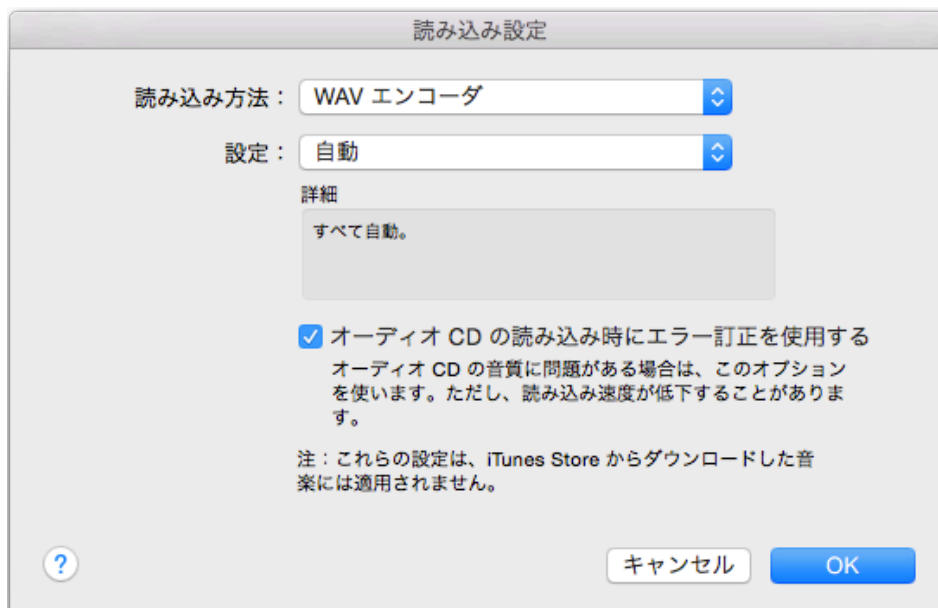 読み込み設定
読み込み方法： WAV エンコーダ
設定： 自動
詳細
すべて自動。
オーディオ CD の読み込み時にエラー訂正を使用する
オーディオ CD の音質に問題がある場合は、このオプション
を使います。ただし、読み込み速度が低下することがありま
す。
注：これらの設定は、iTunes Store からダウンロードした音
楽には適用されません。
? キャンセル OK